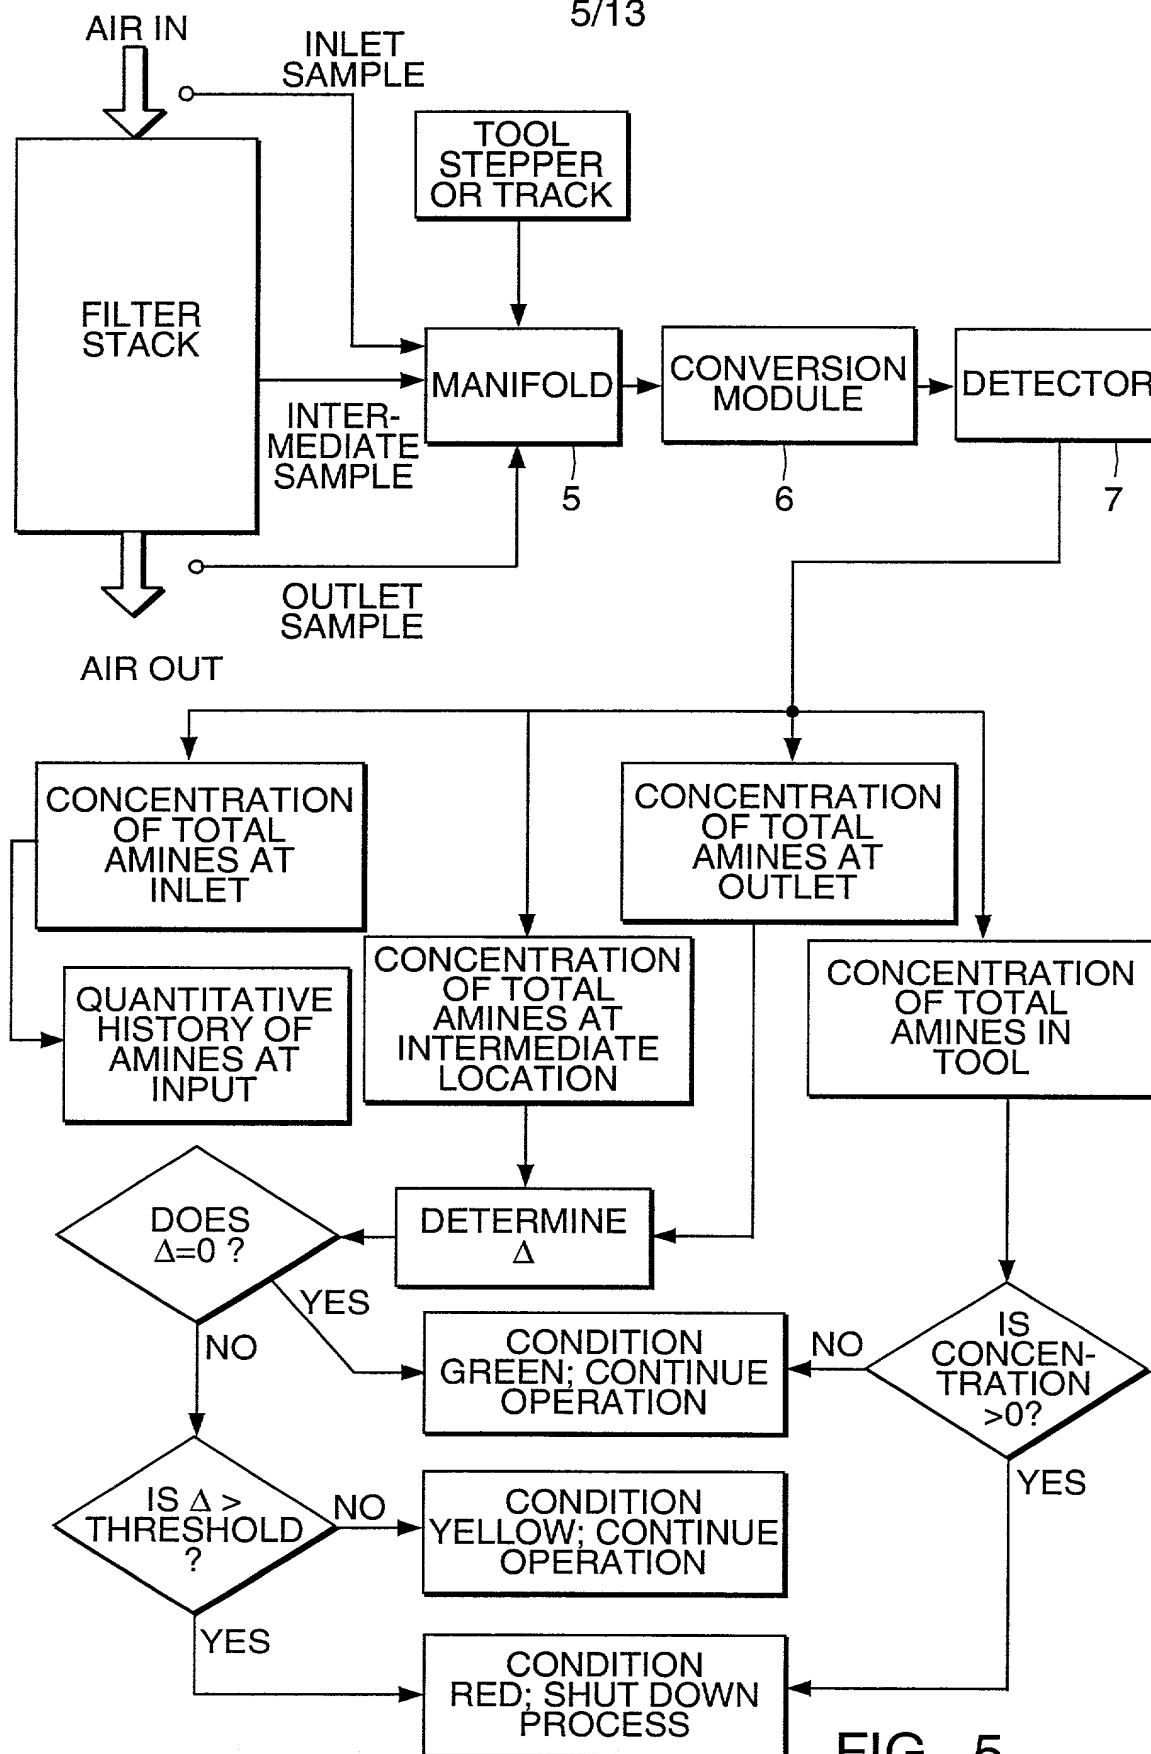 5/13
AIR IN
INLET
SAMPLE
TOOL
STEPPER
OR TRACK
FILTER
STACK
MANIFOLD
CONVERSION
MODULE
DETECTOR
INTER-
MEDIATE
SAMPLE
5
6
7
OUTLET
SAMPLE
AIR OUT
CONCENTRATION
OF TOTAL
AMINES AT
INLET
CONCENTRATION
OF TOTAL
AMINES AT
OUTLET
QUANTITATIVE
HISTORY OF
AMINES AT
INPUT
CONCENTRATION
OF TOTAL
AMINES AT
INTERMEDIATE
LOCATION
CONCENTRATION
OF TOTAL
AMINES IN
TOOL
DOES
Δ=0 ?
DETERMINE
Δ
YES
NO
CONDITION
GREEN; CONTINUE
OPERATION
NO
IS
CONCEN-
TRATION
>0?
YES
IS Δ >
THRESHOLD
?
NO
CONDITION
YELLOW; CONTINUE
OPERATION
YES
CONDITION
RED; SHUT DOWN
PROCESS
FIG. 5